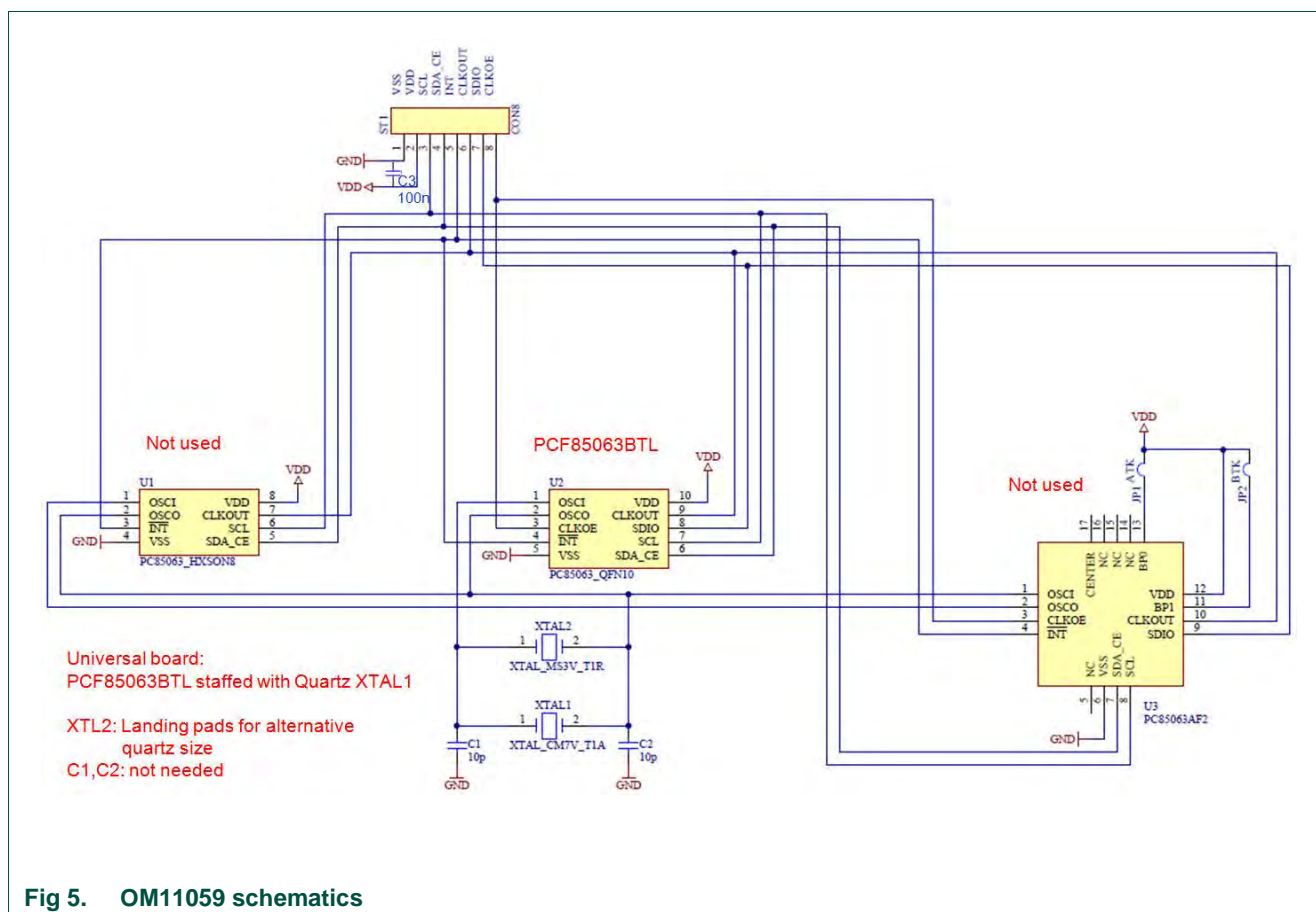 VSS
VDD
SCL
SDA_CE
INT
CLKOUT
SDIO
CLKOE
ST1
CON8
1
2
3
4
5
6
7
8
GND
VDD
C3
100n
Not used
U1
VDD
1 OSCI VDD 8
2 OSCO CLKOUT 7
3 INT SCL 6
4 VSS SDA_CE 5
GND
PC85063_HXSON8
PCF85063BTL
U2
VDD
1 OSCI VDD 10
2 OSCO CLKOUT 9
3 CLKOE SDIO 8
4 INT SCL 7
5 VSS SDA_CE 6
GND
PC85063_QFN10
Not used
VDD
JP1 ATK
JP2 BTK
17
16
15
14
13
CENTER
NC
NC
NC
BP0
1 OSCI VDD 12
2 OSCO BP1 11
3 CLKOE CLKOUT 10
4 INT SDIO 9
NC
VSS
SDA_CE
SCL
5
6
7
8
GND
U3
PC85063AF2
XTAL2
1 2
XTAL_MS3V_T1R
XTAL1
1 2
XTAL_CM7V_T1A
C1
10p
GND
C2
10p
GND
Universal board:
PCF85063BTL staffed with Quartz XTAL1
XTL2: Landing pads for alternative
quartz size
C1,C2: not needed
Fig 5. OM11059 schematics